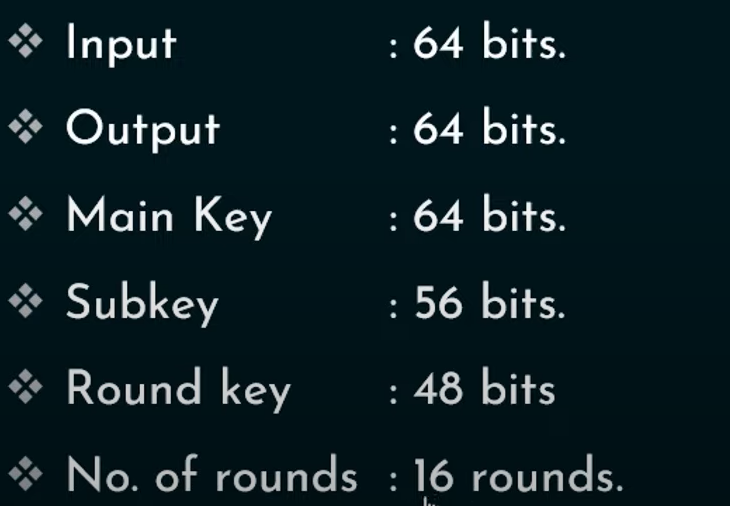 ❖ Input : 64 bits.
❖ Output : 64 bits.
❖ Main Key : 64 bits.
❖ Subkey : 56 bits.
❖ Round key : 48 bits
❖ No. of rounds : 16 rounds.